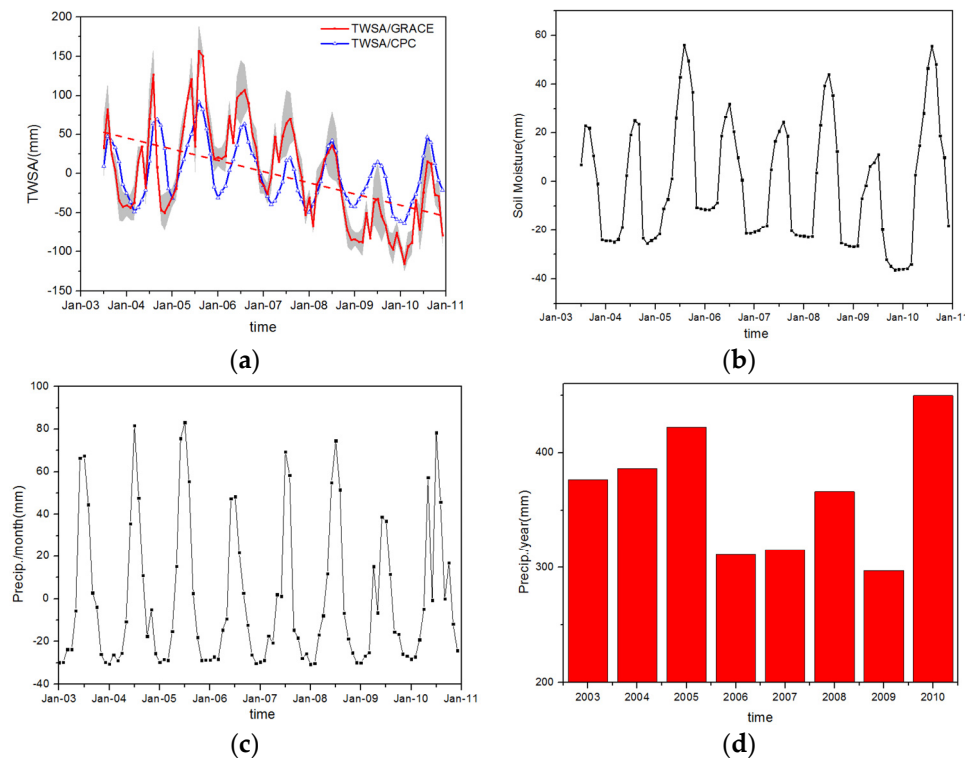 TWSA/GRACE
TWSA/CPC
200
150
100
50
0
-50
-100
-150
TWSA/(mm)
Jan-03 Jan-04 Jan-05 Jan-06 Jan-07 Jan-08 Jan-09 Jan-10 Jan-11
time
(a)
60
40
20
0
-20
-40
Soil Moisture(mm)
Jan-03 Jan-04 Jan-05 Jan-06 Jan-07 Jan-08 Jan-09 Jan-10 Jan-11
time
(b)
100
80
60
40
20
0
-20
-40
Precip./month(mm)
Jan-03 Jan-04 Jan-05 Jan-06 Jan-07 Jan-08 Jan-09 Jan-10 Jan-11
time
(c)
400
300
200
Precip./year(mm)
2003 2004 2005 2006 2007 2008 2009 2010
time
(d)